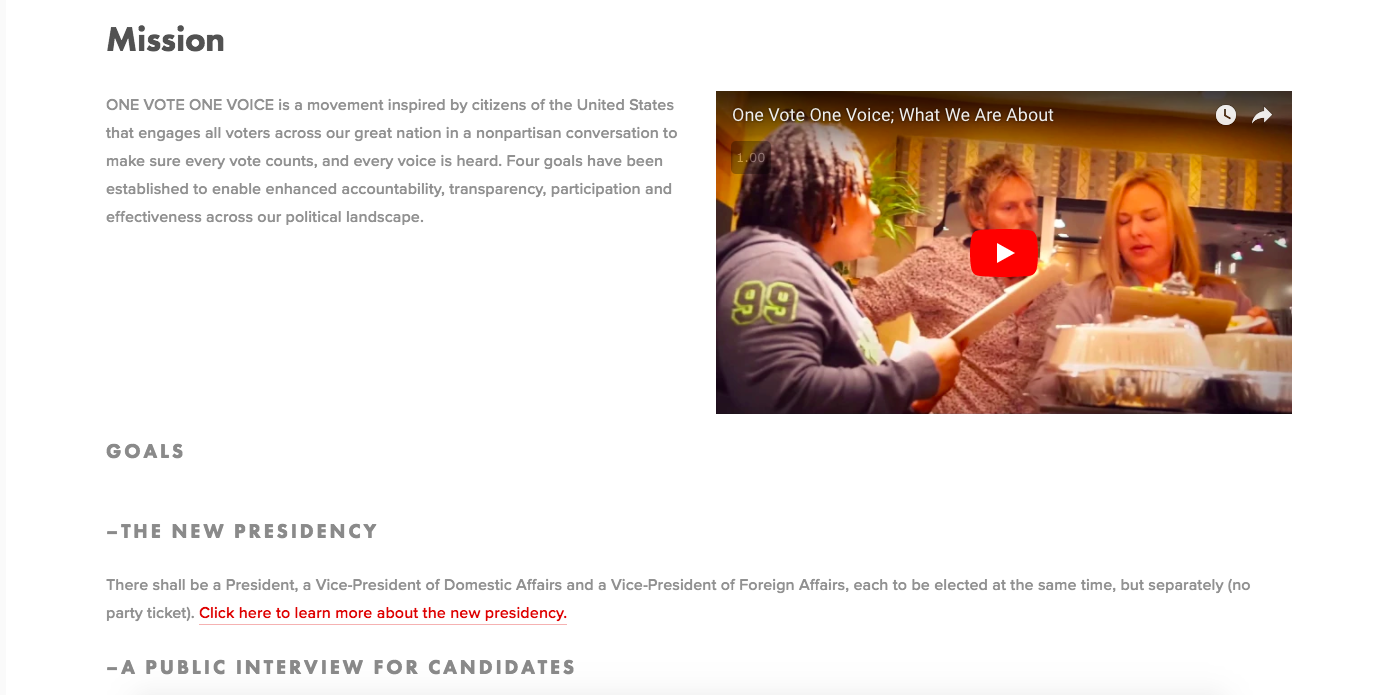 Mission
ONE VOTE ONE VOICE is a movement inspired by citizens of the United States
that engages all voters across our great nation in a nonpartisan conversation to
make sure every vote counts, and every voice is heard. Four goals have been
established to enable enhanced accountability, transparency, participation and
effectiveness across our political landscape.
One Vote One Voice; What We Are About
1.00
99
GOALS
–THE NEW PRESIDENCY
There shall be a President, a Vice-President of Domestic Affairs and a Vice-President of Foreign Affairs, each to be elected at the same time, but separately (no
party ticket). Click here to learn more about the new presidency.
–A PUBLIC INTERVIEW FOR CANDIDATES